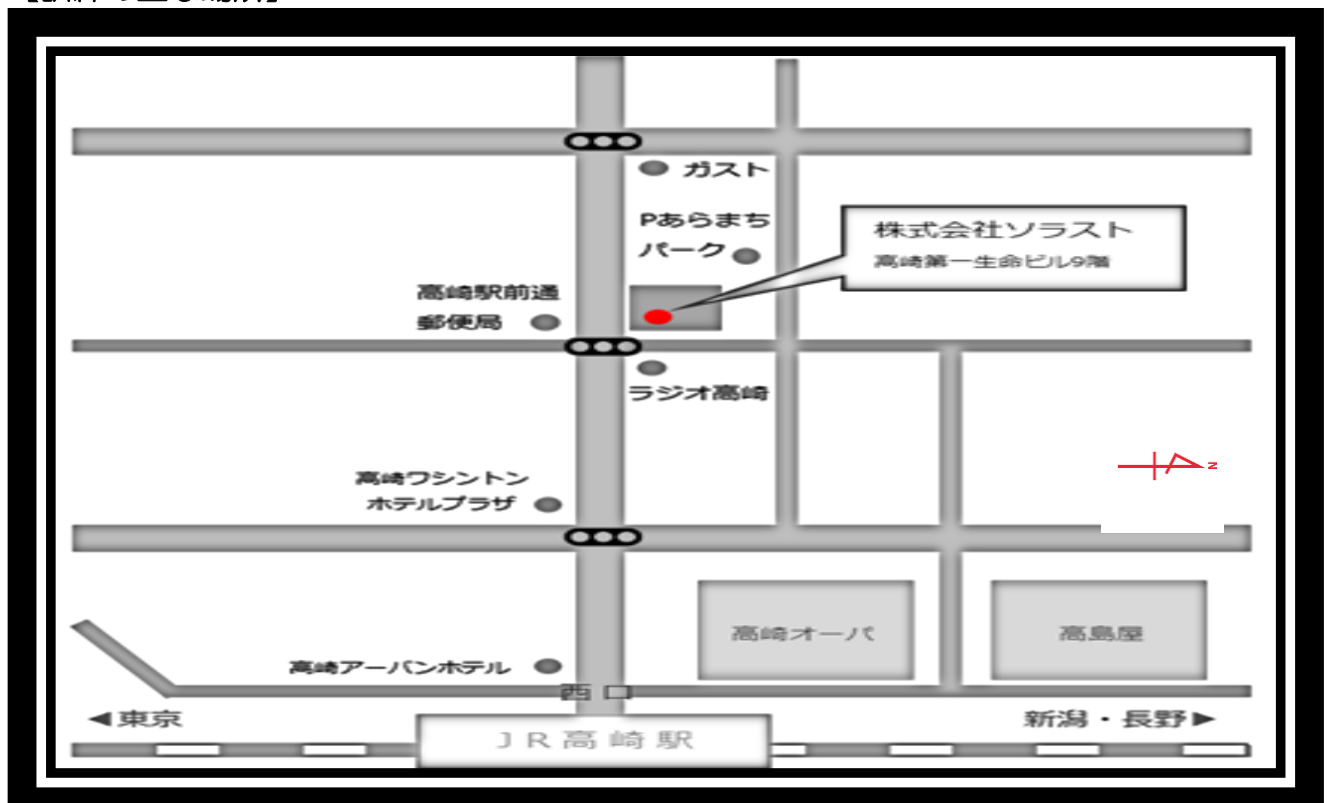 ガスト
Pあらまち
パーク
株式会社ソラスト
高崎第一生命ビル9階
高崎駅前通
郵便局
ラジオ高崎
N
高崎ワシントン
ホテルプラザ
高崎オーパ
高島屋
高崎アーバンホテル
西口
◀東京
新潟・長野▶
JR高崎駅